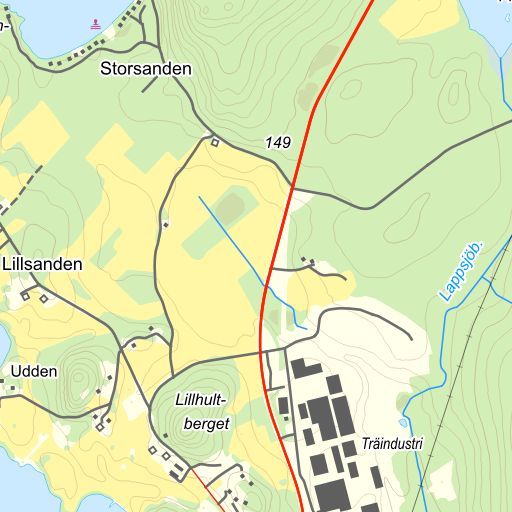 Storsanden
149
Lillsanden
Lappsjöb.
Udden
Lillhult-
berget
Träindustri